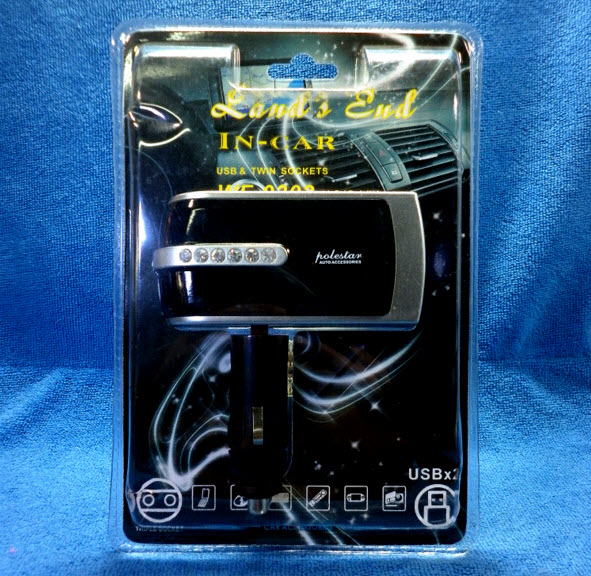 Land's End
IN-CAR
USB & TWIN SOCKETS
polestar
AUTO ACCESSORIES
USBx2